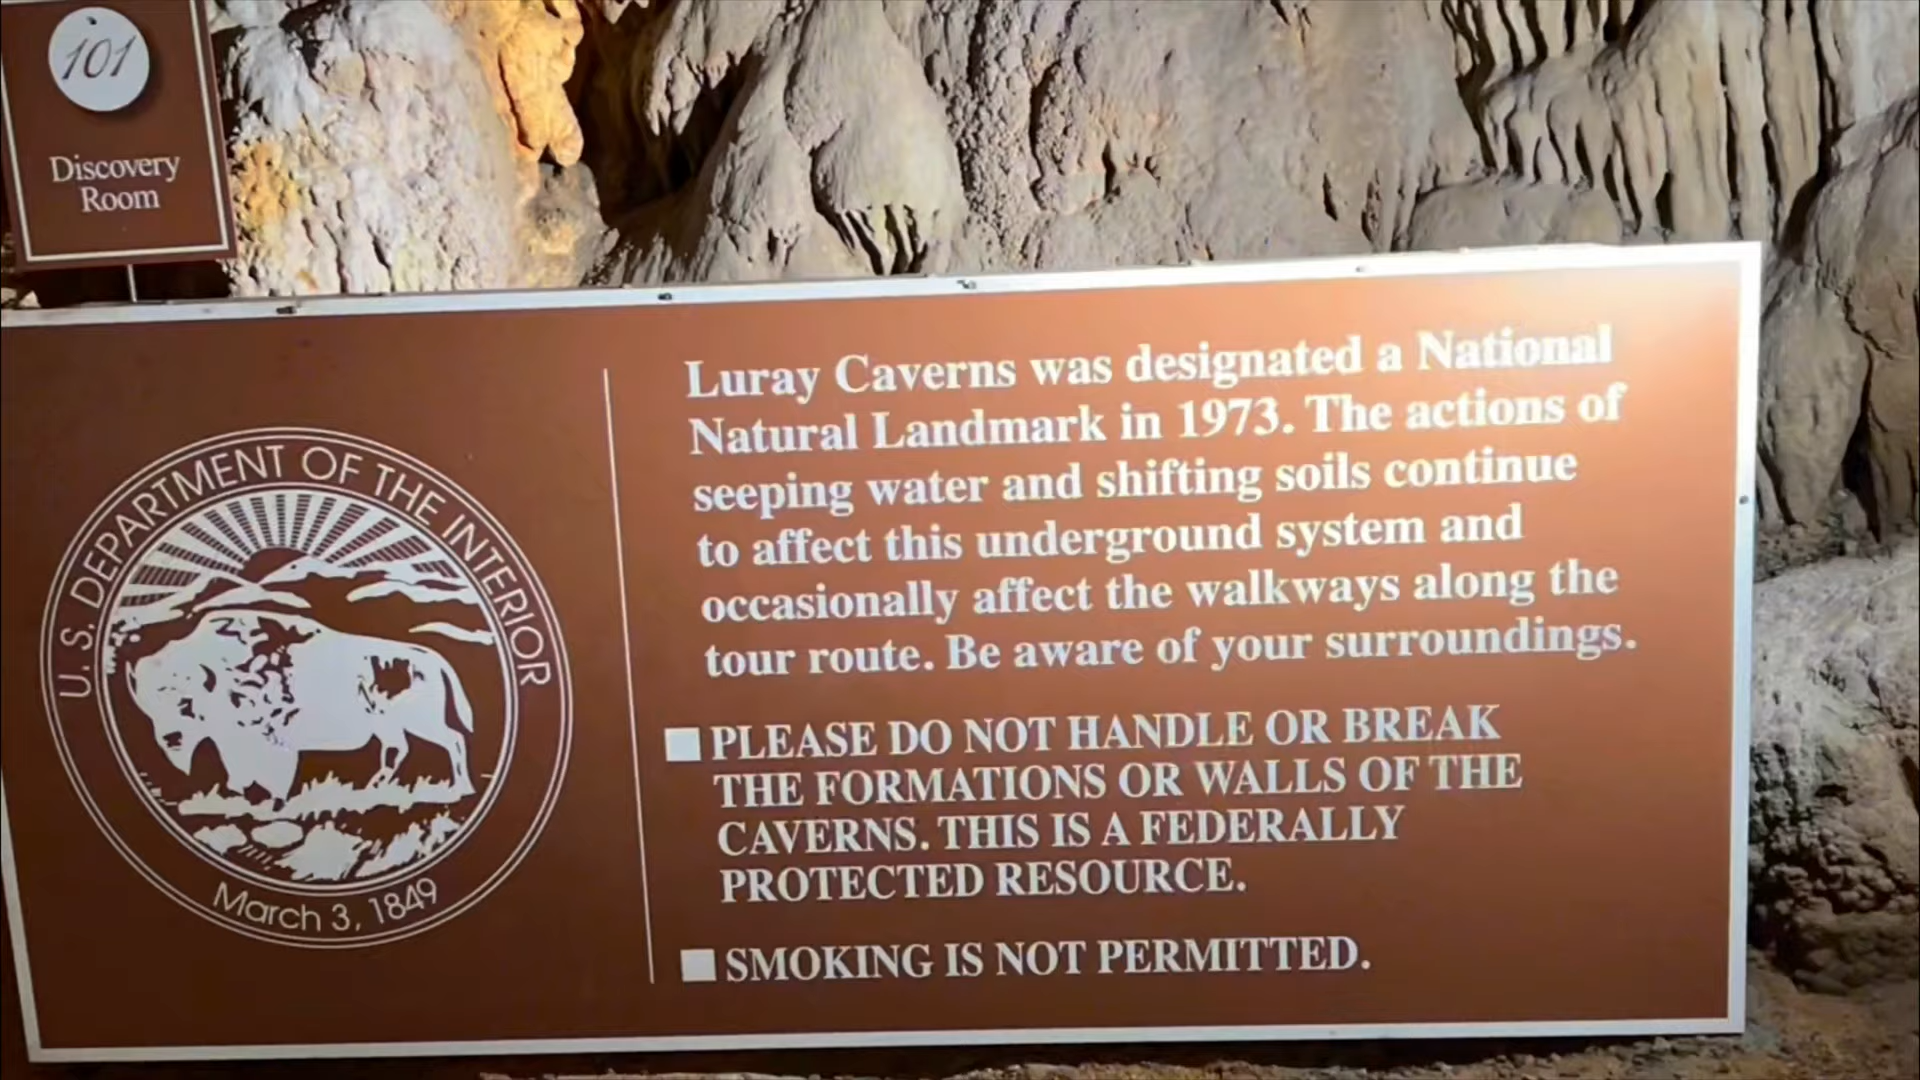 101
Discovery
Room
U. S. DEPARTMENT OF THE INTERIOR
March 3, 1849
Luray Caverns was designated a National
Natural Landmark in 1973. The actions of
seeping water and shifting soils continue
to affect this underground system and
occasionally affect the walkways along the
tour route. Be aware of your surroundings.
PLEASE DO NOT HANDLE OR BREAK
THE FORMATIONS OR WALLS OF THE
CAVERNS. THIS IS A FEDERALLY
PROTECTED RESOURCE.
SMOKING IS NOT PERMITTED.